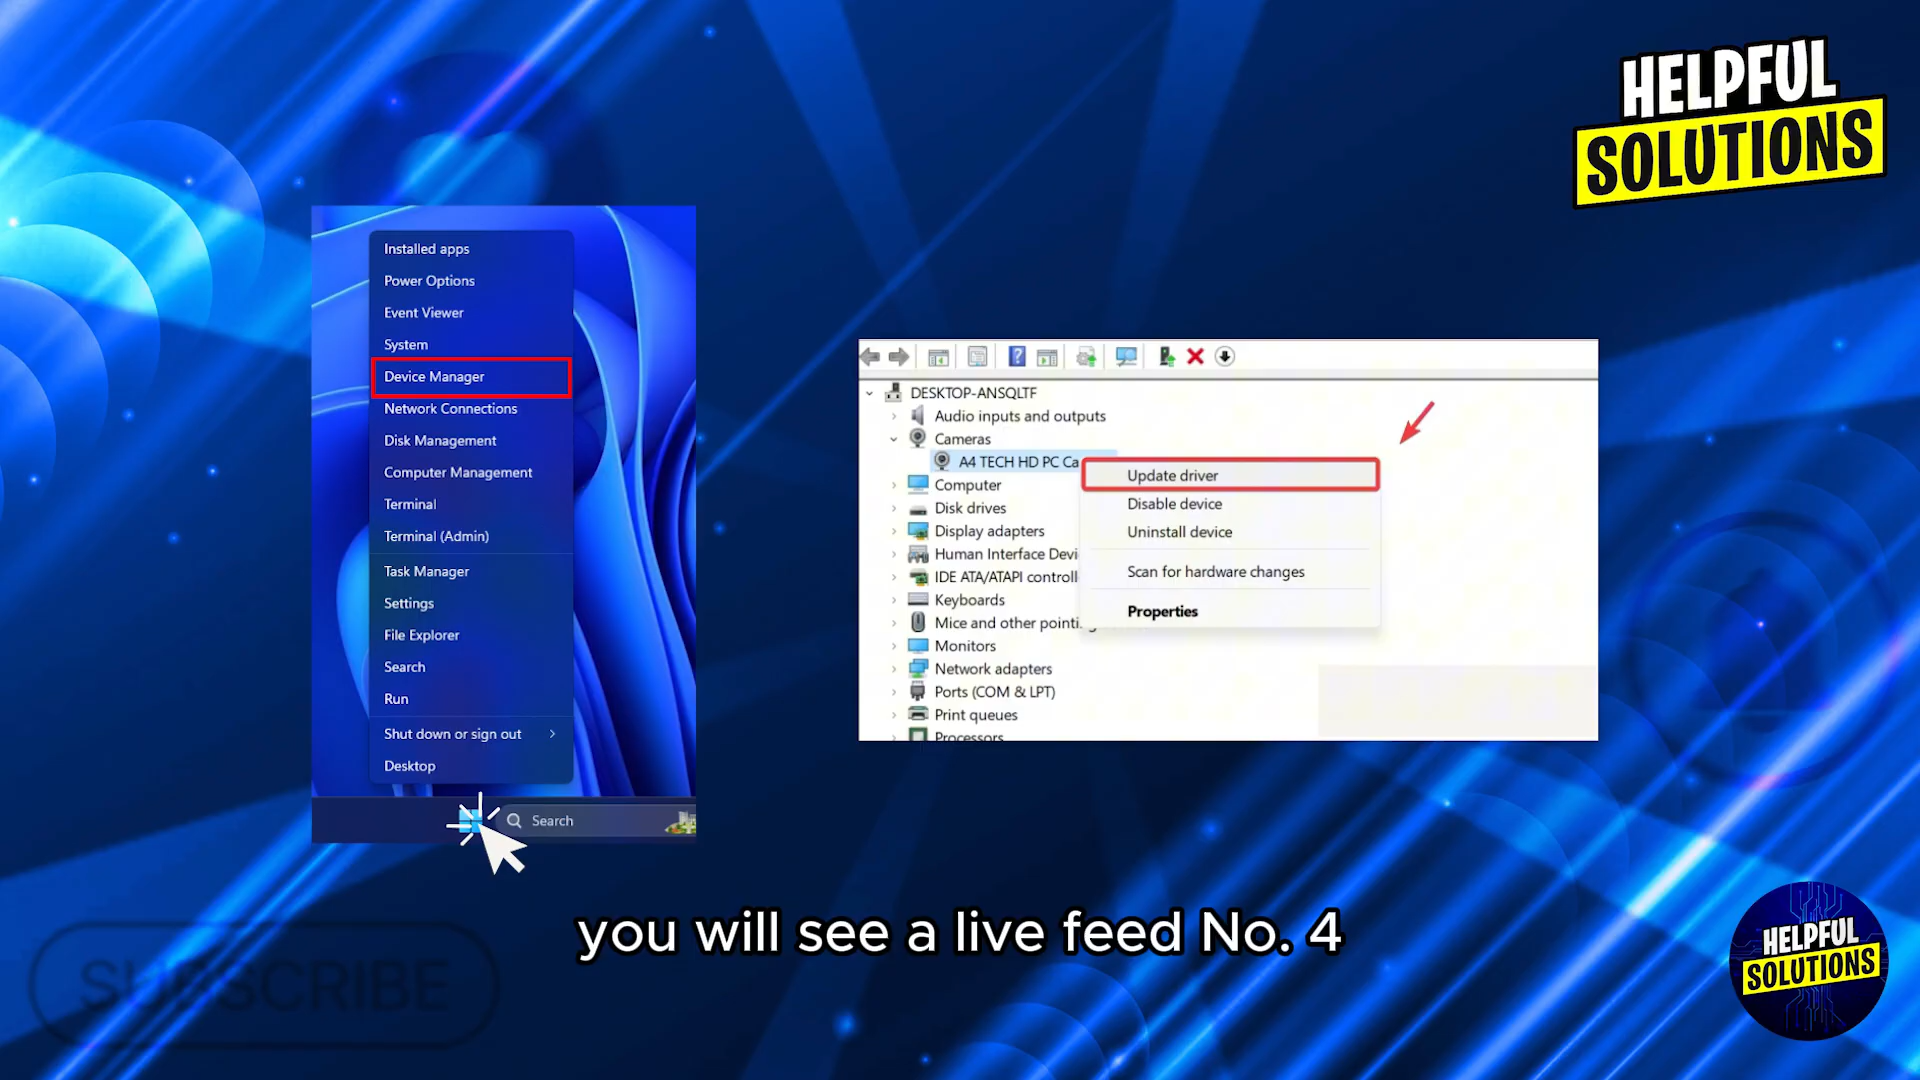 HELPFUL
SOLUTIONS
Installed apps
Power Options
Event Viewer
System
Device Manager
Network Connections
Disk Management
Computer Management
Terminal
Terminal (Admin)
Task Manager
Settings
File Explorer
Search
Run
Shut down or sign out
Desktop
Search
DESKTOP-ANSQLTF
Audio inputs and outputs
Cameras
A4 TECH HD PC Ca
Computer
Disk drives
Display adapters
Human Interface Devi
IDE ATA/ATAPI controll
Keyboards
Mice and other pointi
Monitors
Network adapters
Ports (COM & LPT)
Print queues
Processors
Update driver
Disable device
Uninstall device
Scan for hardware changes
Properties
you will see a live feed No. 4
SUBSCRIBE
HELPFUL
SOLUTIONS